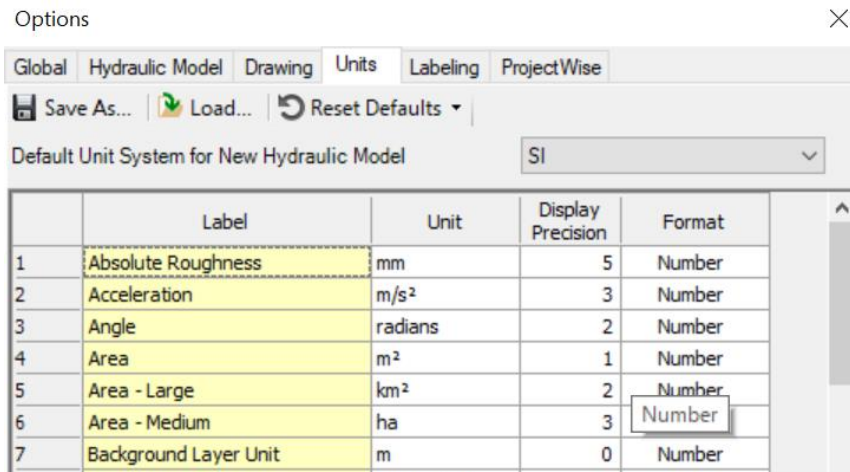 Options
Global Hydraulic Model Drawing Units Labeling ProjectWise
Save As... Load... Reset Defaults
Default Unit System for New Hydraulic Model SI
Label Unit Display Precision Format
1 Absolute Roughness mm 5 Number
2 Acceleration m/s² 3 Number
3 Angle radians 2 Number
4 Area m² 1 Number
5 Area - Large km² 2 Number
6 Area - Medium ha 3 Number
7 Background Layer Unit m 0 Number